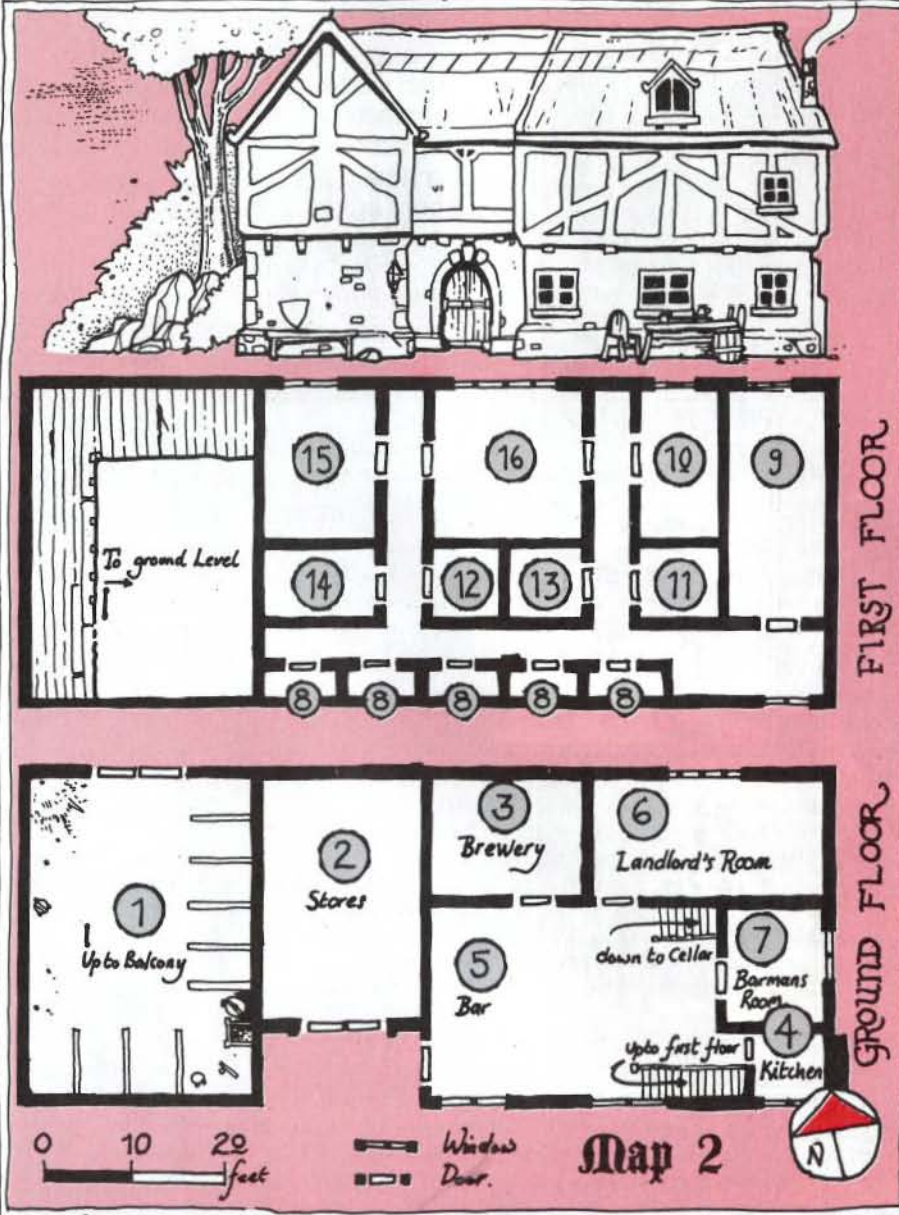 15
16
10
9
To ground Level
14
12
13
11
8
8
8
8
8
FIRST FLOOR
3
Brewery
6
Landlord's Room
2
Stores
1
Up to Balcony
5
Bar
down to Cellar
7
Barmans
Room
4
Kitchen
up to first floor
GROUND FLOOR
0 10 20
feet
Window
Door.
Map 2
N